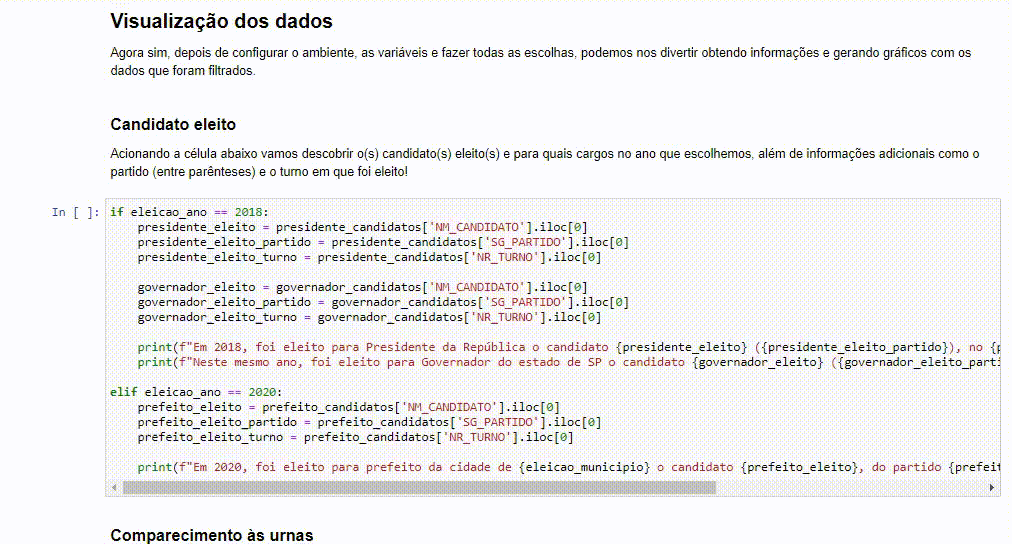 Visualização dos dados
Agora sim, depois de configurar o ambiente, as variáveis e fazer todas as escolhas, podemos nos divertir obtendo informações e gerando gráficos com os
dados que foram filtrados.
Candidato eleito
Acionando a célula abaixo vamos descobrir o(s) candidato(s) eleito(s) e para quais cargos no ano que escolhemos, além de informações adicionais como o
partido (entre parênteses) e o turno em que foi eleito!
In [ ]: if eleicao_ano == 2018:
presidente_eleito = presidente_candidatos['NM_CANDIDATO'].iloc[0]
presidente_eleito_partido = presidente_candidatos['SG_PARTIDO'].iloc[0]
presidente_eleito_turno = presidente_candidatos['NR_TURNO'].iloc[0]
governador_eleito = governador_candidatos['NM_CANDIDATO'].iloc[0]
governador_eleito_partido = governador_candidatos['SG_PARTIDO'].iloc[0]
governador_eleito_turno = governador_candidatos['NR_TURNO'].iloc[0]
print(f"Em 2018, foi eleito para Presidente da República o candidato {presidente_eleito} ({presidente_eleito_partido}), no {p
print(f"Neste mesmo ano, foi eleito para Governador do estado de SP o candidato {governador_eleito} ({governador_eleito_parti
elif eleicao_ano == 2020:
prefeito_eleito = prefeito_candidatos['NM_CANDIDATO'].iloc[0]
prefeito_eleito_partido = prefeito_candidatos['SG_PARTIDO'].iloc[0]
prefeito_eleito_turno = prefeito_candidatos['NR_TURNO'].iloc[0]
print(f"Em 2020, foi eleito para prefeito da cidade de {eleicao_municipio} o candidato {prefeito_eleito}, do partido {prefeit
Comparecimento às urnas